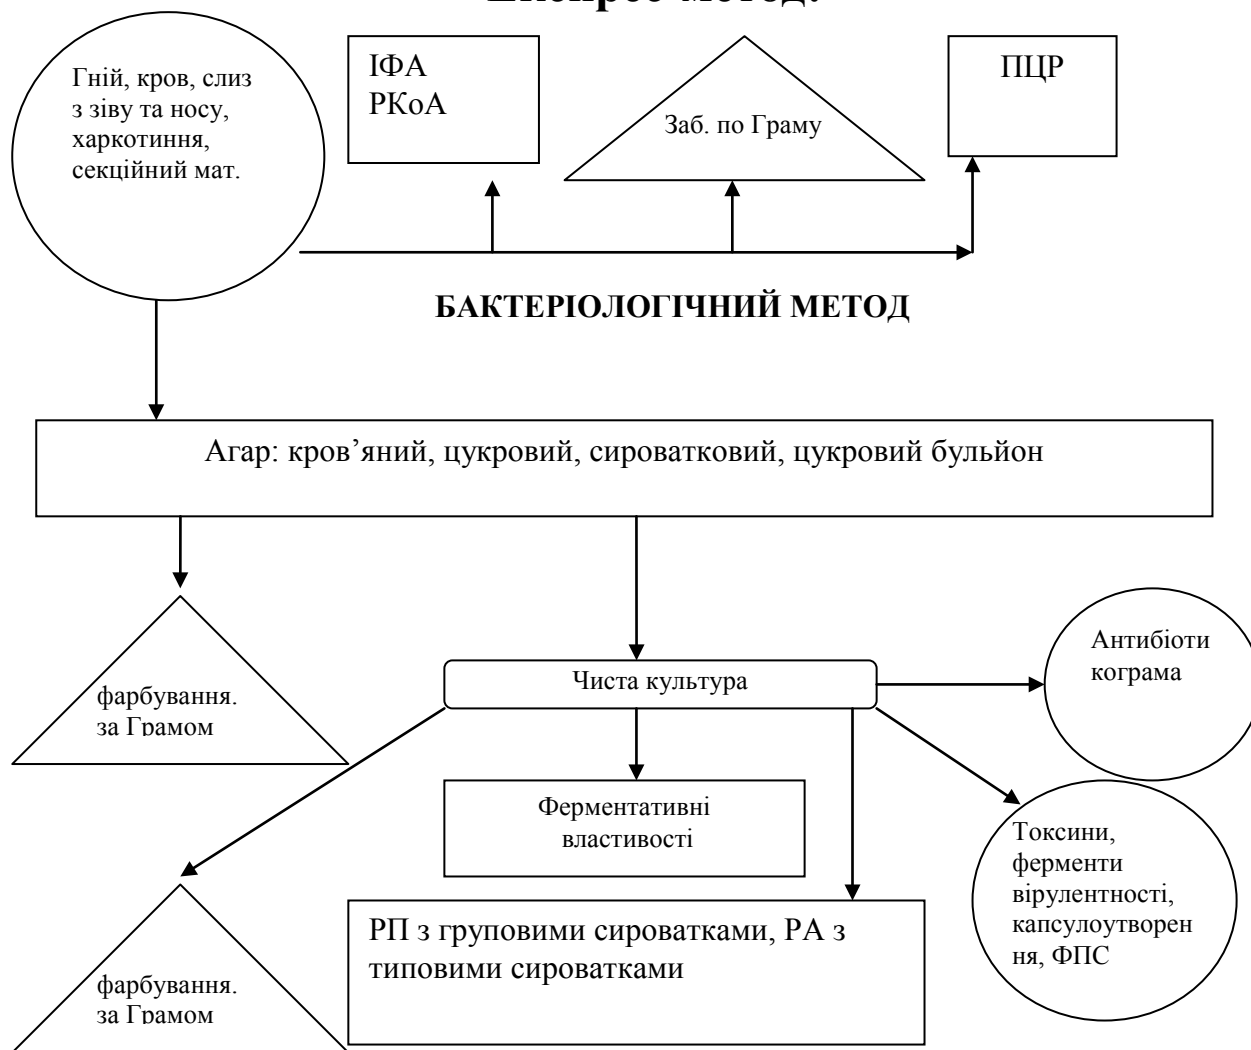 метод.
Гній, кров, слиз
з зіву та носу,
харкотиння,
секційний мат.
ІФА
РКоА
Заб. по Граму
ПЦР
БАКТЕРІОЛОГІЧНИЙ МЕТОД
Агар: кров’яний, цукровий, сироватковий, цукровий бульйон
фарбування.
за Грамом
Чиста культура
Антибіоти
кограма
Ферментативні
властивості
Токсини,
ферменти
вірулентності,
капсулоутворен
ня, ФПС
РП з груповими сироватками, РА з
типовими сироватками
фарбування.
за Грамом